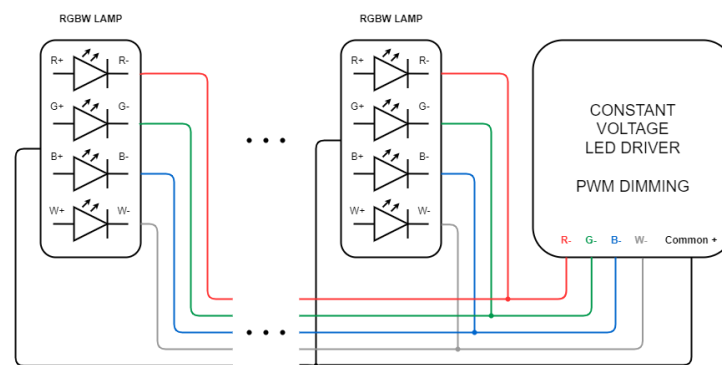 RGBW LAMP
R+ R-
G+ G-
B+ B-
W+ W-
RGBW LAMP
R+ R-
G+ G-
B+ B-
W+ W-
CONSTANT
VOLTAGE
LED DRIVER
PWM DIMMING
R- G- B- W- Common +